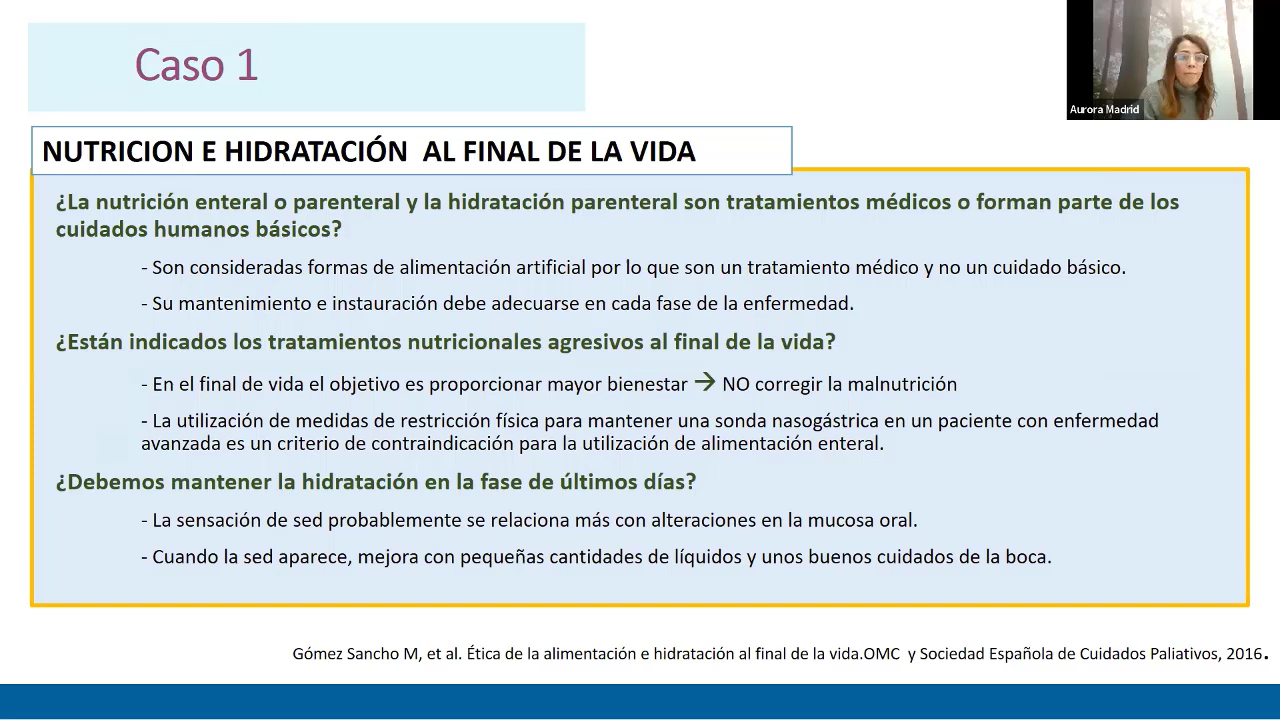 Caso 1
Aurora Madrid
NUTRICION E HIDRATACIÓN AL FINAL DE LA VIDA
¿La nutrición enteral o parenteral y la hidratación parenteral son tratamientos médicos o forman parte de los
cuidados humanos básicos?
- Son consideradas formas de alimentación artificial por lo que son un tratamiento médico y no un cuidado básico.
- Su mantenimiento e instauración debe adecuarse en cada fase de la enfermedad.
¿Están indicados los tratamientos nutricionales agresivos al final de la vida?
- En el final de vida el objetivo es proporcionar mayor bienestar → NO corregir la malnutrición
- La utilización de medidas de restricción física para mantener una sonda nasogástrica en un paciente con enfermedad
avanzada es un criterio de contraindicación para la utilización de alimentación enteral.
¿Debemos mantener la hidratación en la fase de últimos días?
- La sensación de sed probablemente se relaciona más con alteraciones en la mucosa oral.
- Cuando la sed aparece, mejora con pequeñas cantidades de líquidos y unos buenos cuidados de la boca.
Gómez Sancho M, et al. Ética de la alimentación e hidratación al final de la vida.OMC y Sociedad Española de Cuidados Paliativos, 2016.